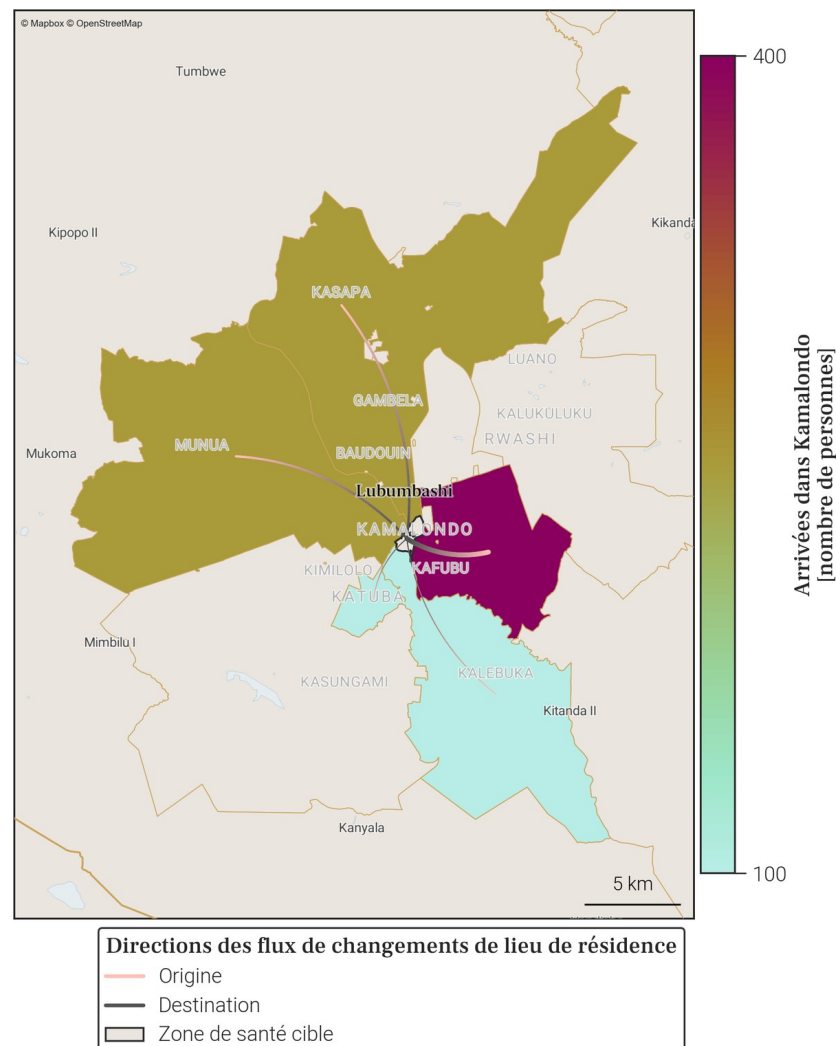 © Mapbox © OpenStreetMap
Tumbwe
Kipopo II
Kikanda
KASAPA
LUANO
GAMBELA
KALUKULUKU
RWASHI
MUNUA
BAUDOUIN
Mukoma
Lubumbashi
KAMALONDO
KIMILOLO
KAFUBU
KATUBA
Mimbilu I
KASUNGAMI
KALEBUKA
Kitanda II
Kanyala
5 km
400
100
Arrivées dans Kamalondo
[nombre de personnes]
Directions des flux de changements de lieu de résidence
Origine
Destination
Zone de santé cible